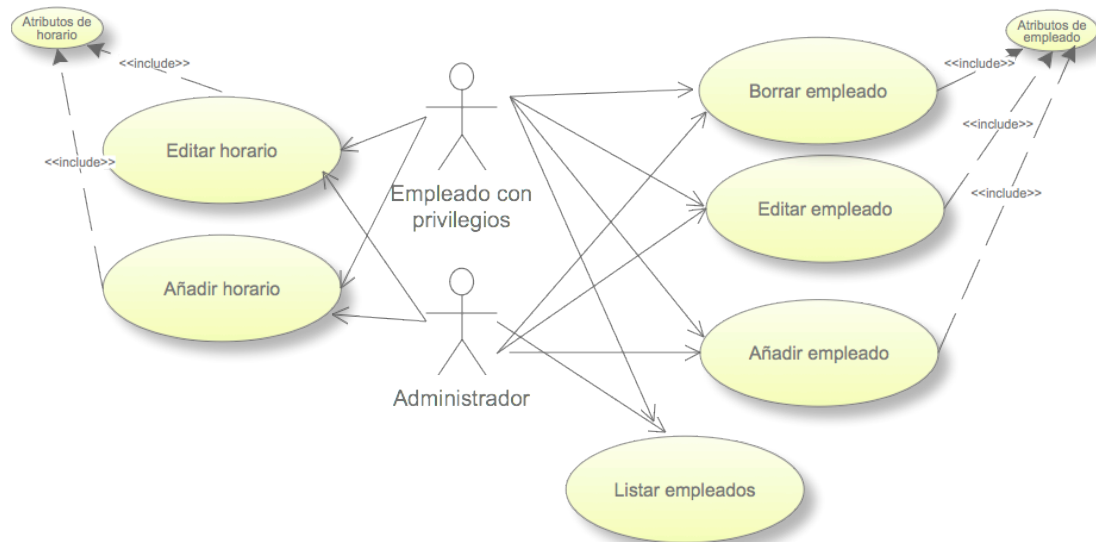 Atributos de
horario
Atributos de
empleado
<<include>>
<<include>>
Borrar empleado
<<include>>
Editar horario
<<include>>
Empleado con
privilegios
Editar empleado
<<include>>
Añadir horario
Añadir empleado
Administrador
Listar empleados